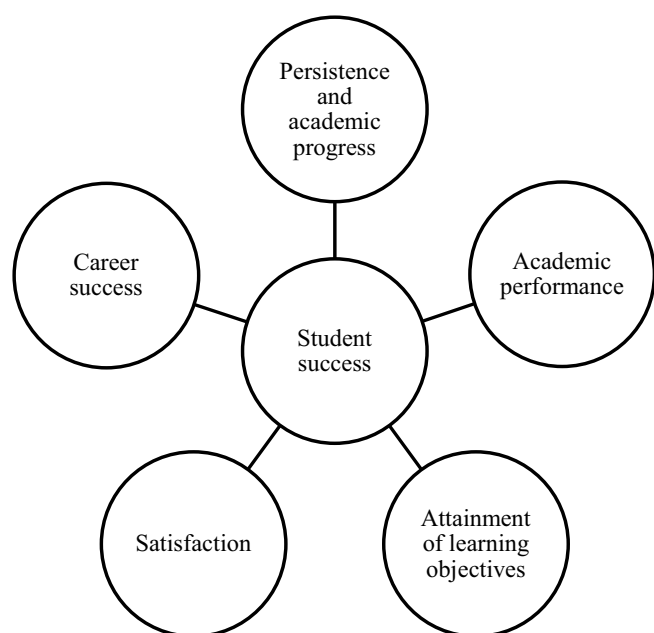 Persistence
and
academic
progress
Career
success
Academic
performance
Student
success
Satisfaction
Attainment
of learning
objectives